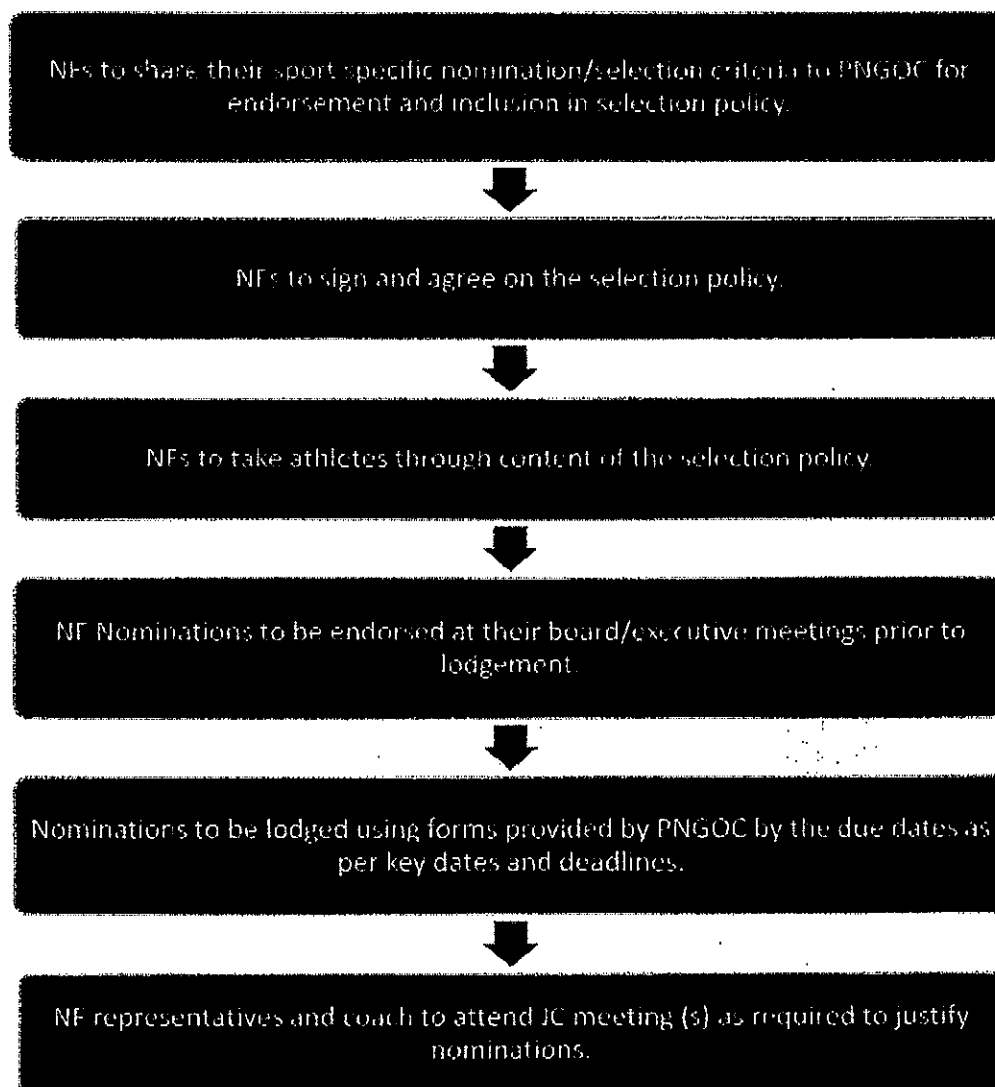 NFs to share their sport specific nomination/selection criteria to PNGOC for
endorsement and inclusion in selection policy.
NFs to sign and agree on the selection policy.
NFs to take athletes through content of the selection policy.
NF Nominations to be endorsed at their board/executive meetings prior to
lodgement.
Nominations to be lodged using forms provided by PNGOC by the due dates as
per key dates and deadlines.
NF representatives and coach to attend JC meeting (s) as required to justify
nominations.